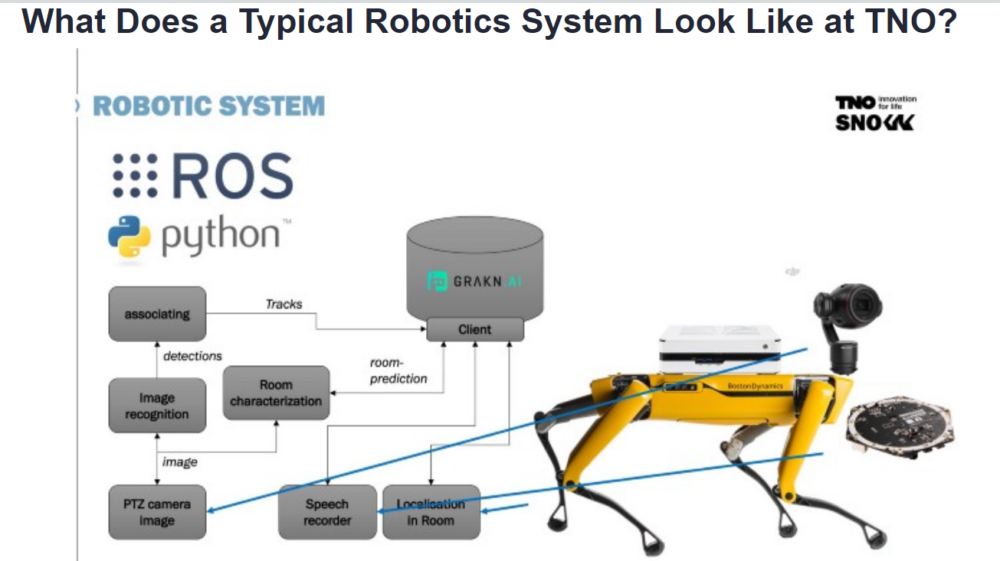 What Does a Typical Robotics System Look Like at TNO?
ROBOTIC SYSTEM
TNO innovation
for life
SNOW
ROS
python™
GRAKN.AI
Client
associating
Tracks
detections
Image
recognition
Room
characterization
room-
prediction
image
PTZ camera
image
Speech
recorder
Localisation
in Room
dji
BostonDynamics